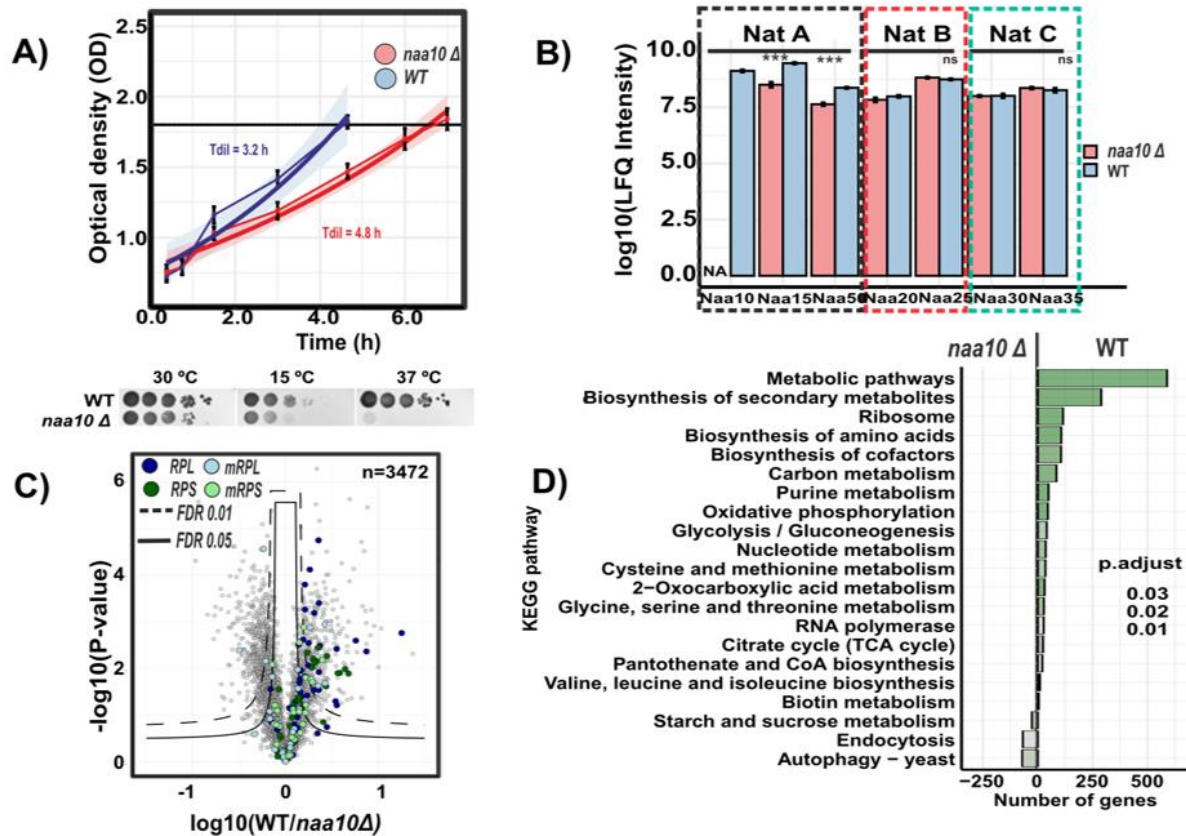 A)
Optical density (OD)
2.5
2.0
1.5
1.0
naa10 Δ
WT
Tdil = 3.2 h
Tdil = 4.8 h
0.0 2.0 4.0 6.0
Time (h)
30 ºC 15 ºC 37 ºC
WT
naa10 Δ
B)
log10(LFQ Intensity)
10.0
7.5
5.0
2.5
0.0
Nat A Nat B Nat C
*** *** ns ns
NA
Naa10 Naa15 Naa50 Naa20 Naa25 Naa30 Naa35
naa10 Δ
WT
C)
-log10(P-value)
6
4
2
0
RPL mRPL
RPS mRPS
FDR 0.01
FDR 0.05
n=3472
-1 0 1
log10(WT/naa10Δ)
D)
naa10 Δ WT
KEGG pathway
Metabolic pathways
Biosynthesis of secondary metabolites
Ribosome
Biosynthesis of amino acids
Biosynthesis of cofactors
Carbon metabolism
Purine metabolism
Oxidative phosphorylation
Glycolysis / Gluconeogenesis
Nucleotide metabolism
Cysteine and methionine metabolism
2−Oxocarboxylic acid metabolism
Glycine, serine and threonine metabolism
RNA polymerase
Citrate cycle (TCA cycle)
Pantothenate and CoA biosynthesis
Valine, leucine and isoleucine biosynthesis
Biotin metabolism
Starch and sucrose metabolism
Endocytosis
Autophagy − yeast
p.adjust
0.03
0.02
0.01
−250 0 250 500
Number of genes